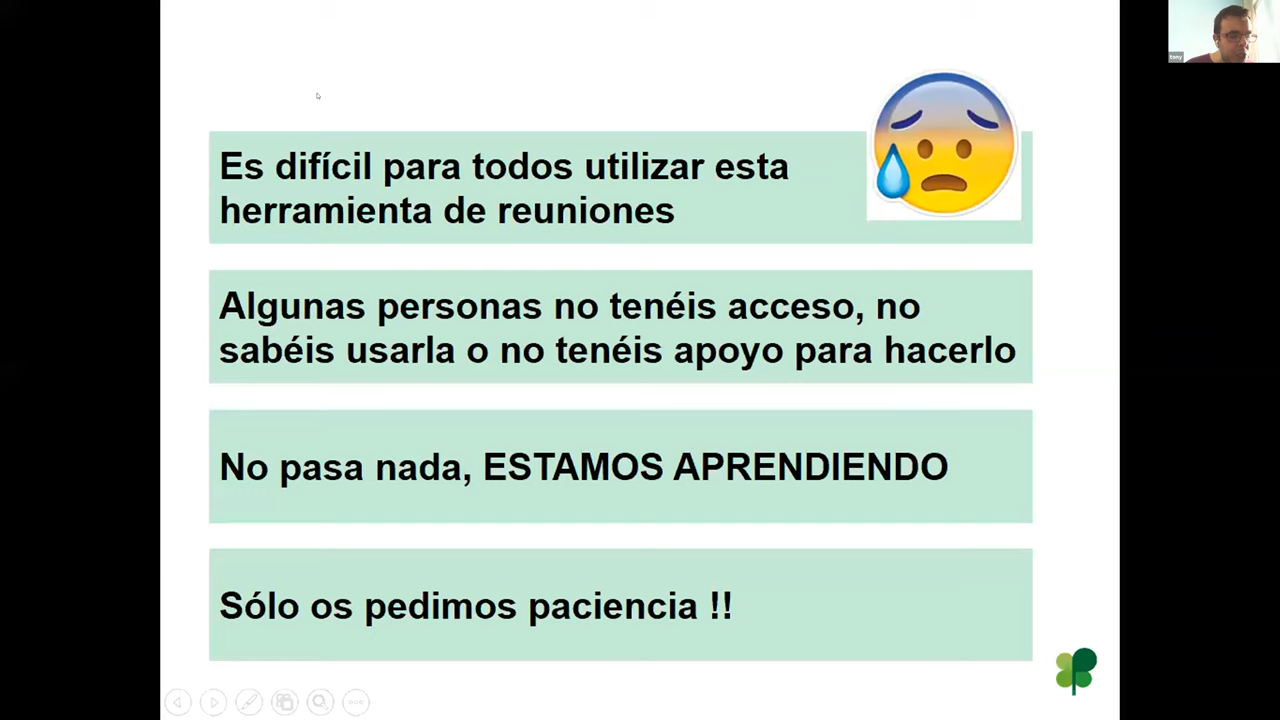 Es difícil para todos utilizar esta
herramienta de reuniones
Algunas personas no tenéis acceso, no
sabéis usarla o no tenéis apoyo para hacerlo
No pasa nada, ESTAMOS APRENDIENDO
Sólo os pedimos paciencia !!